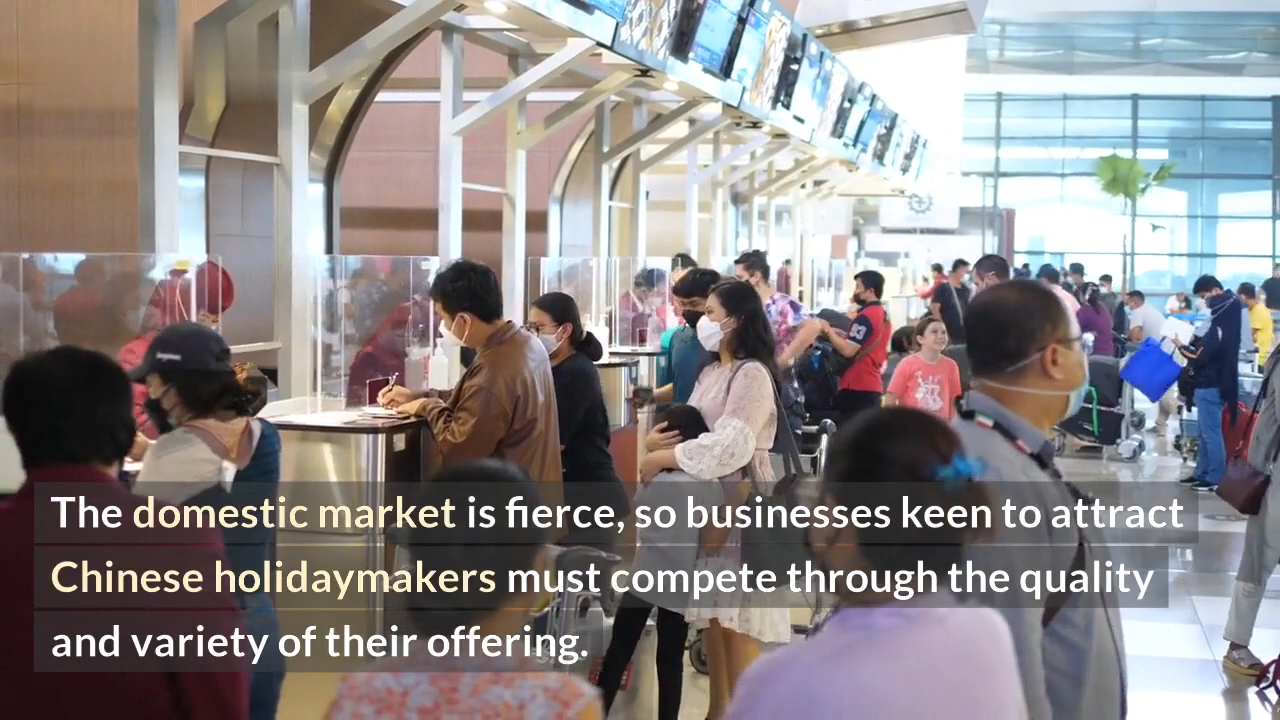 The domestic market is fierce, so businesses keen to attract
Chinese holidaymakers must compete through the quality
and variety of their offering.
83